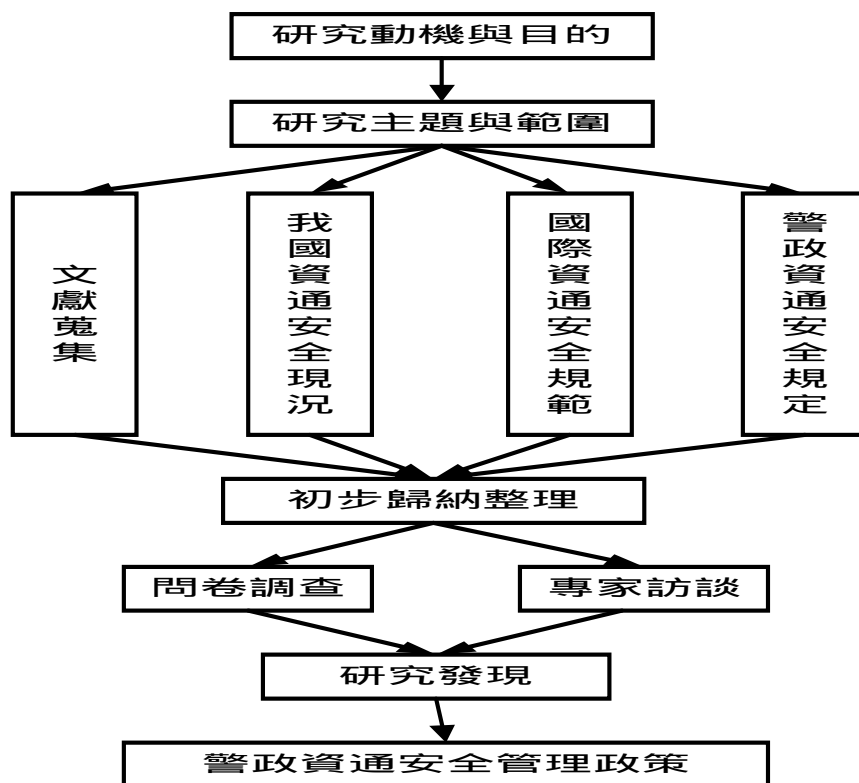 研究動機與目的
研究主題與範圍
文獻蒐集
我國資通安全現況
國際資通安全規範
警政資通安全規定
初步歸納整理
問卷調查
專家訪談
研究發現
警政資通安全管理政策